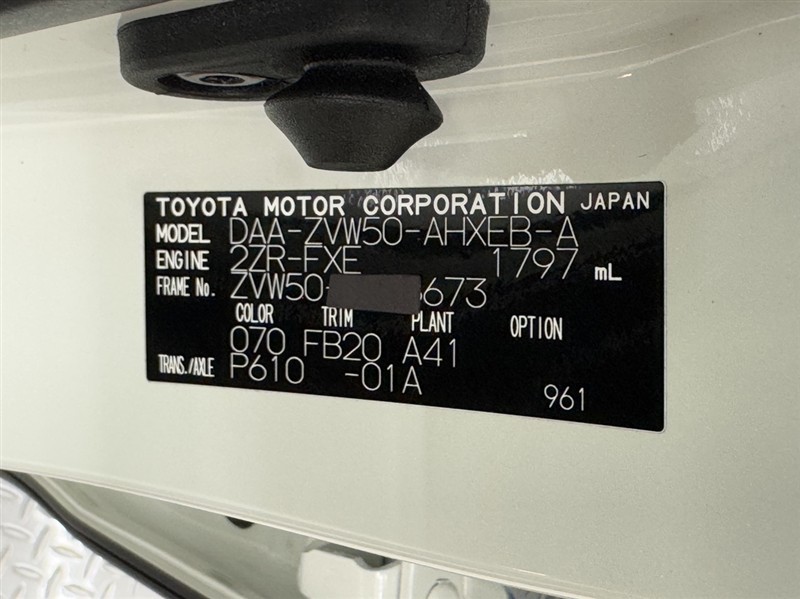 TOYOTA MOTOR CORPORATION JAPAN
MODEL DAA-ZVW50-AHXEB-A
ENGINE 2ZR-FXE 1797 mL
FRAME No. ZVW50- 673
COLOR TRIM PLANT OPTION
070 FB20 A41
TRANS./AXLE P610 -01A
961